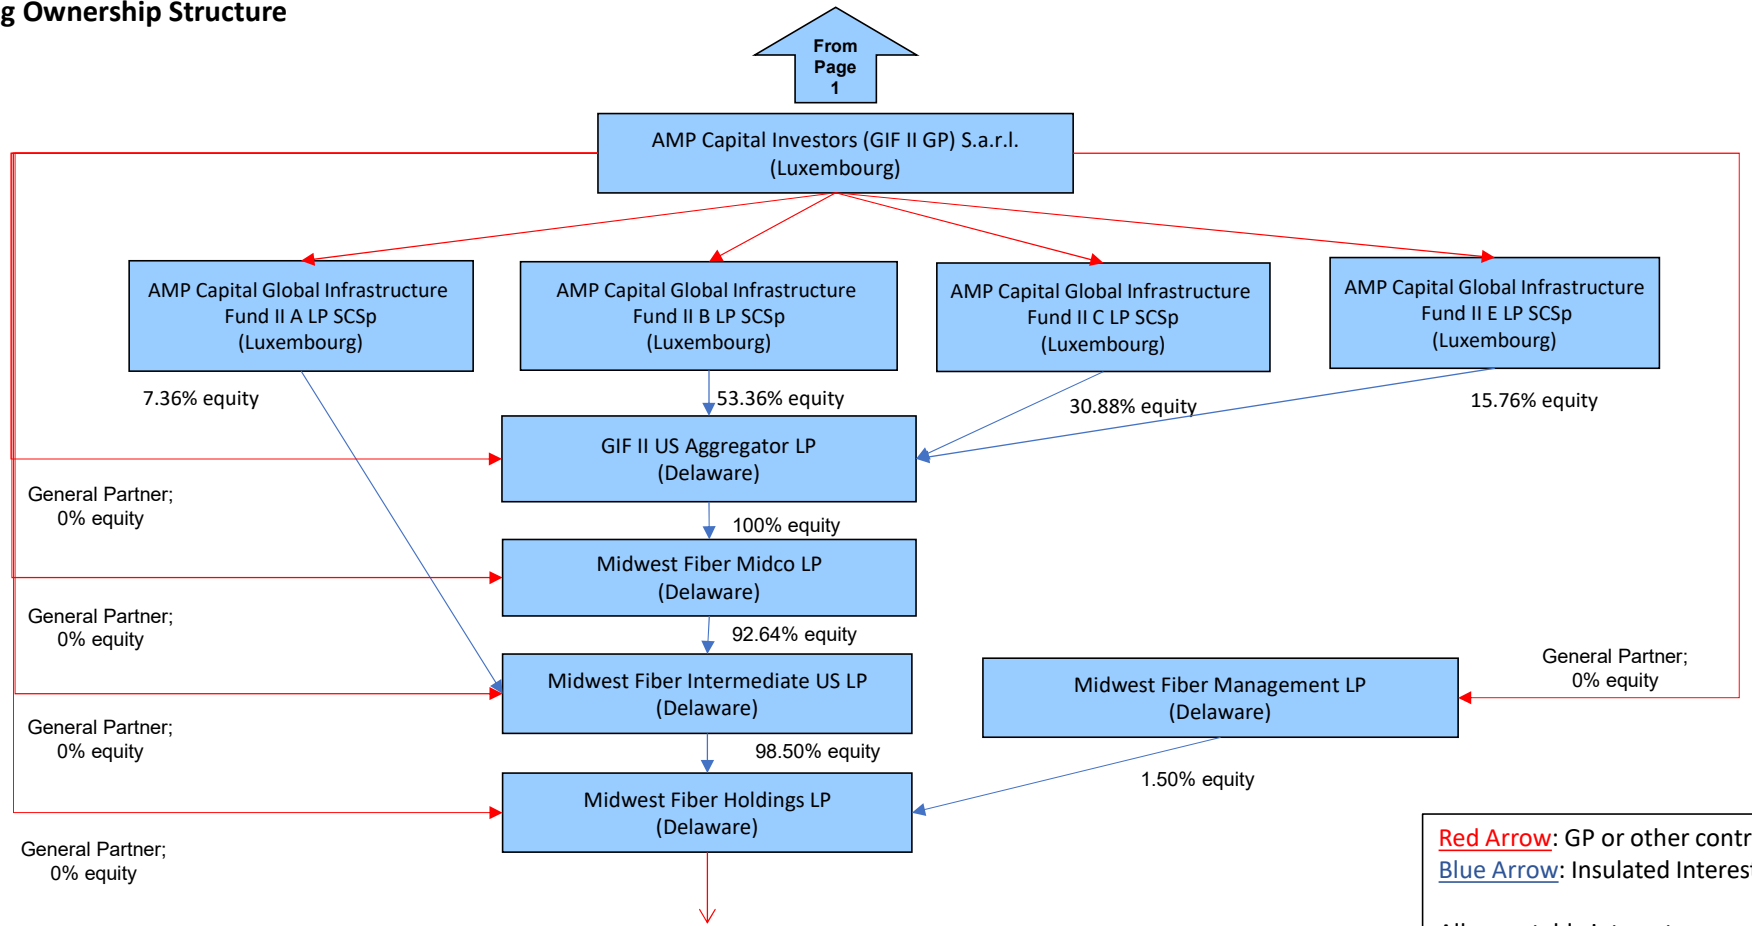 g Ownership Structure
From
Page
1
AMP Capital Investors (GIF II GP) S.a.r.l.
(Luxembourg)
AMP Capital Global Infrastructure
Fund II A LP SCSp
(Luxembourg)
AMP Capital Global Infrastructure
Fund II B LP SCSp
(Luxembourg)
AMP Capital Global Infrastructure
Fund II C LP SCSp
(Luxembourg)
AMP Capital Global Infrastructure
Fund II E LP SCSp
(Luxembourg)
7.36% equity
53.36% equity
30.88% equity
15.76% equity
GIF II US Aggregator LP
(Delaware)
General Partner;
0% equity
100% equity
Midwest Fiber Midco LP
(Delaware)
General Partner;
0% equity
92.64% equity
Midwest Fiber Intermediate US LP
(Delaware)
Midwest Fiber Management LP
(Delaware)
General Partner;
0% equity
General Partner;
0% equity
98.50% equity
1.50% equity
Midwest Fiber Holdings LP
(Delaware)
General Partner;
0% equity
Red Arrow: GP or other contr
Blue Arrow: Insulated Interest